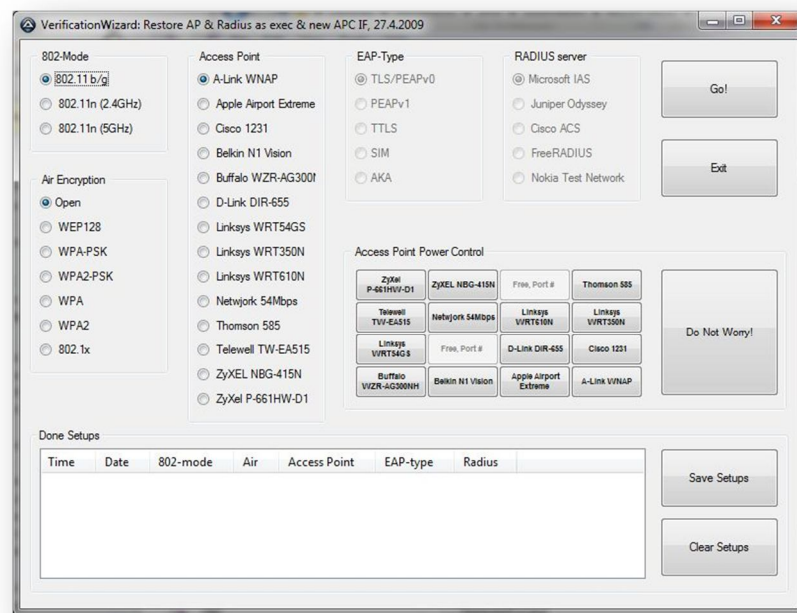 VerificationWizard: Restore AP & Radius as exec & new APC IF, 27.4.2009
802-Mode
802.11 b/g
802.11n (2.4GHz)
802.11n (5GHz)
Air Encryption
Open
WEP128
WPA-PSK
WPA2-PSK
WPA
WPA2
802.1x
Access Point
A-Link WNAP
Apple Airport Extreme
Cisco 1231
Belkin N1 Vision
Buffalo WZR-AG300
D-Link DIR-655
Linksys WRT54GS
Linksys WRT350N
Linksys WRT610N
Netwjork 54Mbps
Thomson 585
Telewell TW-EA515
ZyXEL NBG-415N
ZyXel P-661HW-D1
EAP-Type
TLS/PEAPv0
PEAPv1
TTLS
SIM
AKA
RADIUS server
Microsoft IAS
Juniper Odyssey
Cisco ACS
FreeRADIUS
Nokia Test Network
Go!
Exit
Access Point Power Control
ZyXel
P-661HW-D1
ZyXEL NBG-415N
Free, Port #
Thomson 585
Telewell
TW-EA515
Netwjork 54Mbps
Linksys
WRT610N
Linksys
WRT350N
Linksys
WRT54GS
Free, Port #
D-Link DIR-655
Cisco 1231
Buffalo
WZR-AG300NH
Belkin N1 Vision
Apple Airport
Extreme
A-Link WNAP
Do Not Worry!
Done Setups
Time Date 802-mode Air Access Point EAP-type Radius
Save Setups
Clear Setups